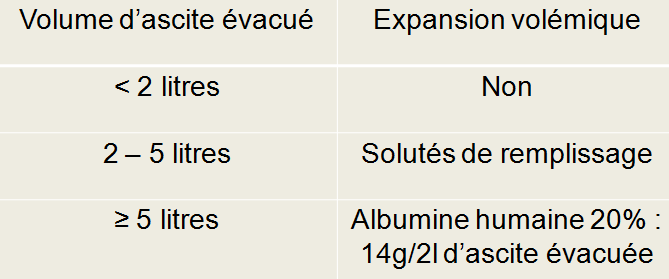 Volume d’ascite évacué Expansion volémique
< 2 litres Non
2 – 5 litres Solutés de remplissage
≥ 5 litres Albumine humaine 20% :
14g/2l d’ascite évacuée